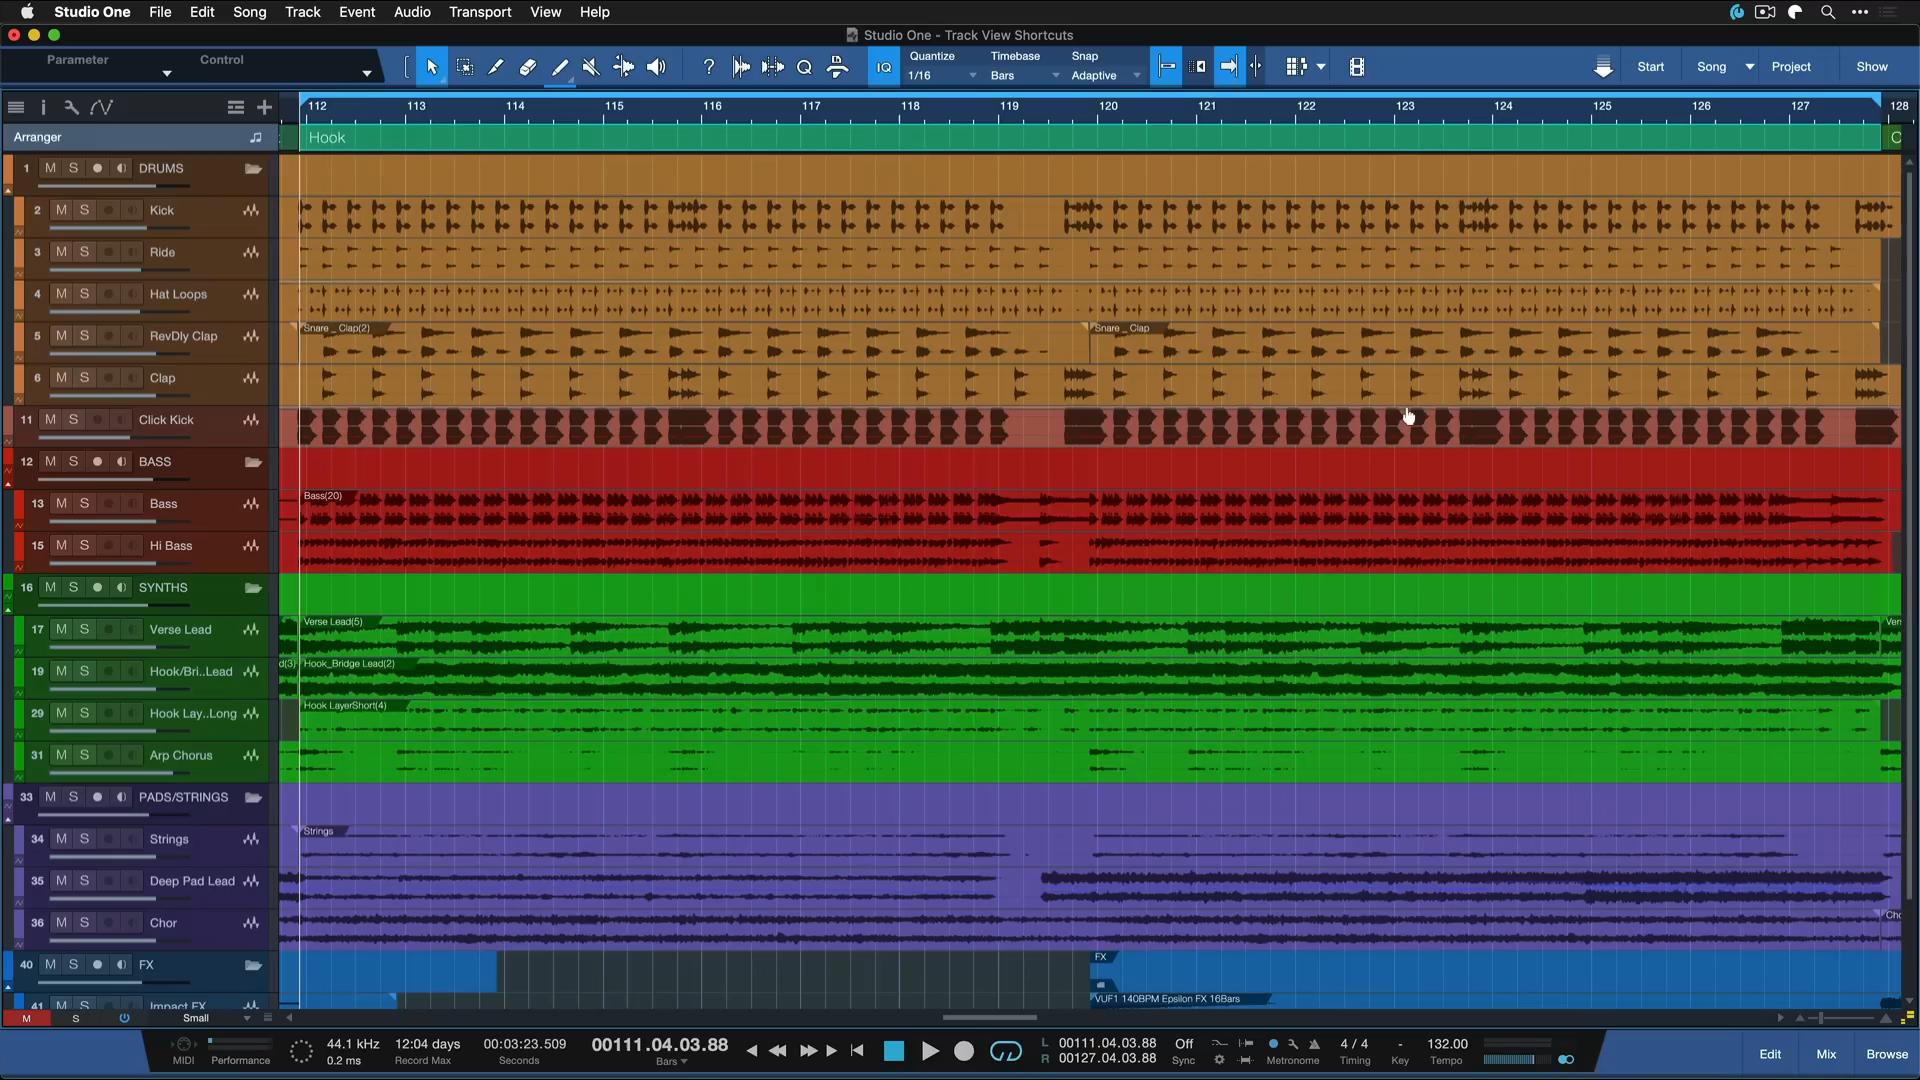 Studio One File Edit Song Track Event Audio Transport View Help
Studio One - Track View Shortcuts
Parameter Control
Quantize Timebase Snap
IQ 1/16 Bars Adaptive
Start Song Project Show
112 113 114 115 116 117 118 119 120 121 122 123 124 125 126 127 128
Arranger Hook C
1 M S DRUMS
2 M S Kick
3 M S Ride
4 M S Hat Loops
5 M S RevDly Clap Snare _ Clap(2) Snare _ Clap
6 M S Clap
11 M S Click Kick
12 M S BASS
13 M S Bass Bass(20)
15 M S Hi Bass
16 M S SYNTHS
17 M S Verse Lead Verse Lead(5) Vers
19 M S Hook/Bri..Lead d(3) Hook_Bridge Lead(2)
29 M S Hook Lay..Long Hook LayerShort(4)
31 M S Arp Chorus
33 M S PADS/STRINGS
34 M S Strings Strings
35 M S Deep Pad Lead
36 M S Chor Cho
40 M S FX FX
41 M S Impact FX VUF1 140BPM Epsilon FX 16Bars
M S Small
44.1 kHz 12:04 days 00:03:23.509 00111.04.03.88 L 00111.04.03.88 Off 4 / 4 - 132.00
R 00127.04.03.88
MIDI Performance 0.2 ms Record Max Seconds Bars Sync Metronome Timing Key Tempo
Edit Mix Browse